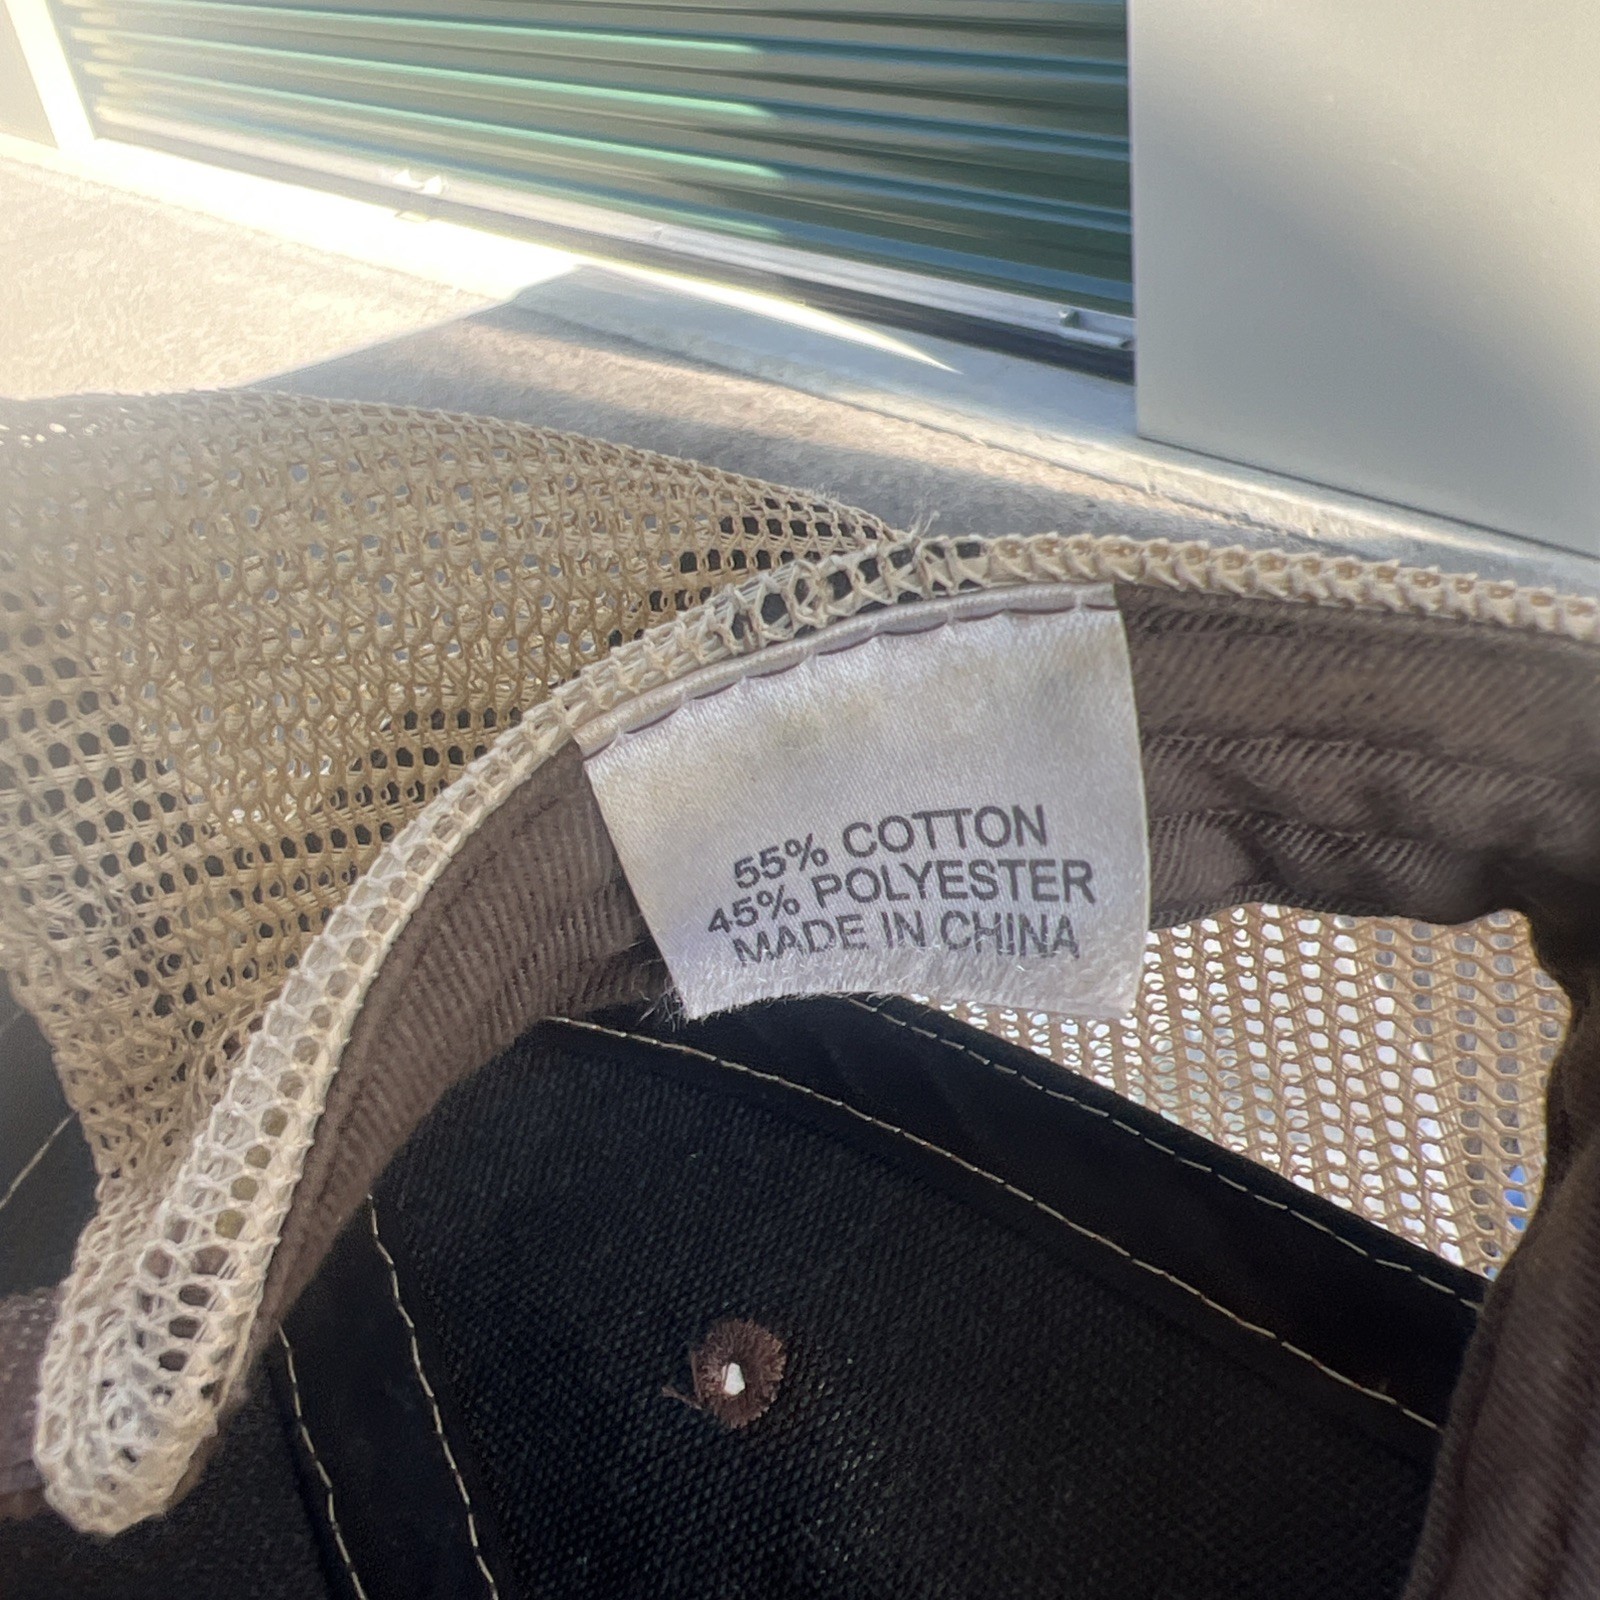 55% COTTON
45% POLYESTER
MADE IN CHINA